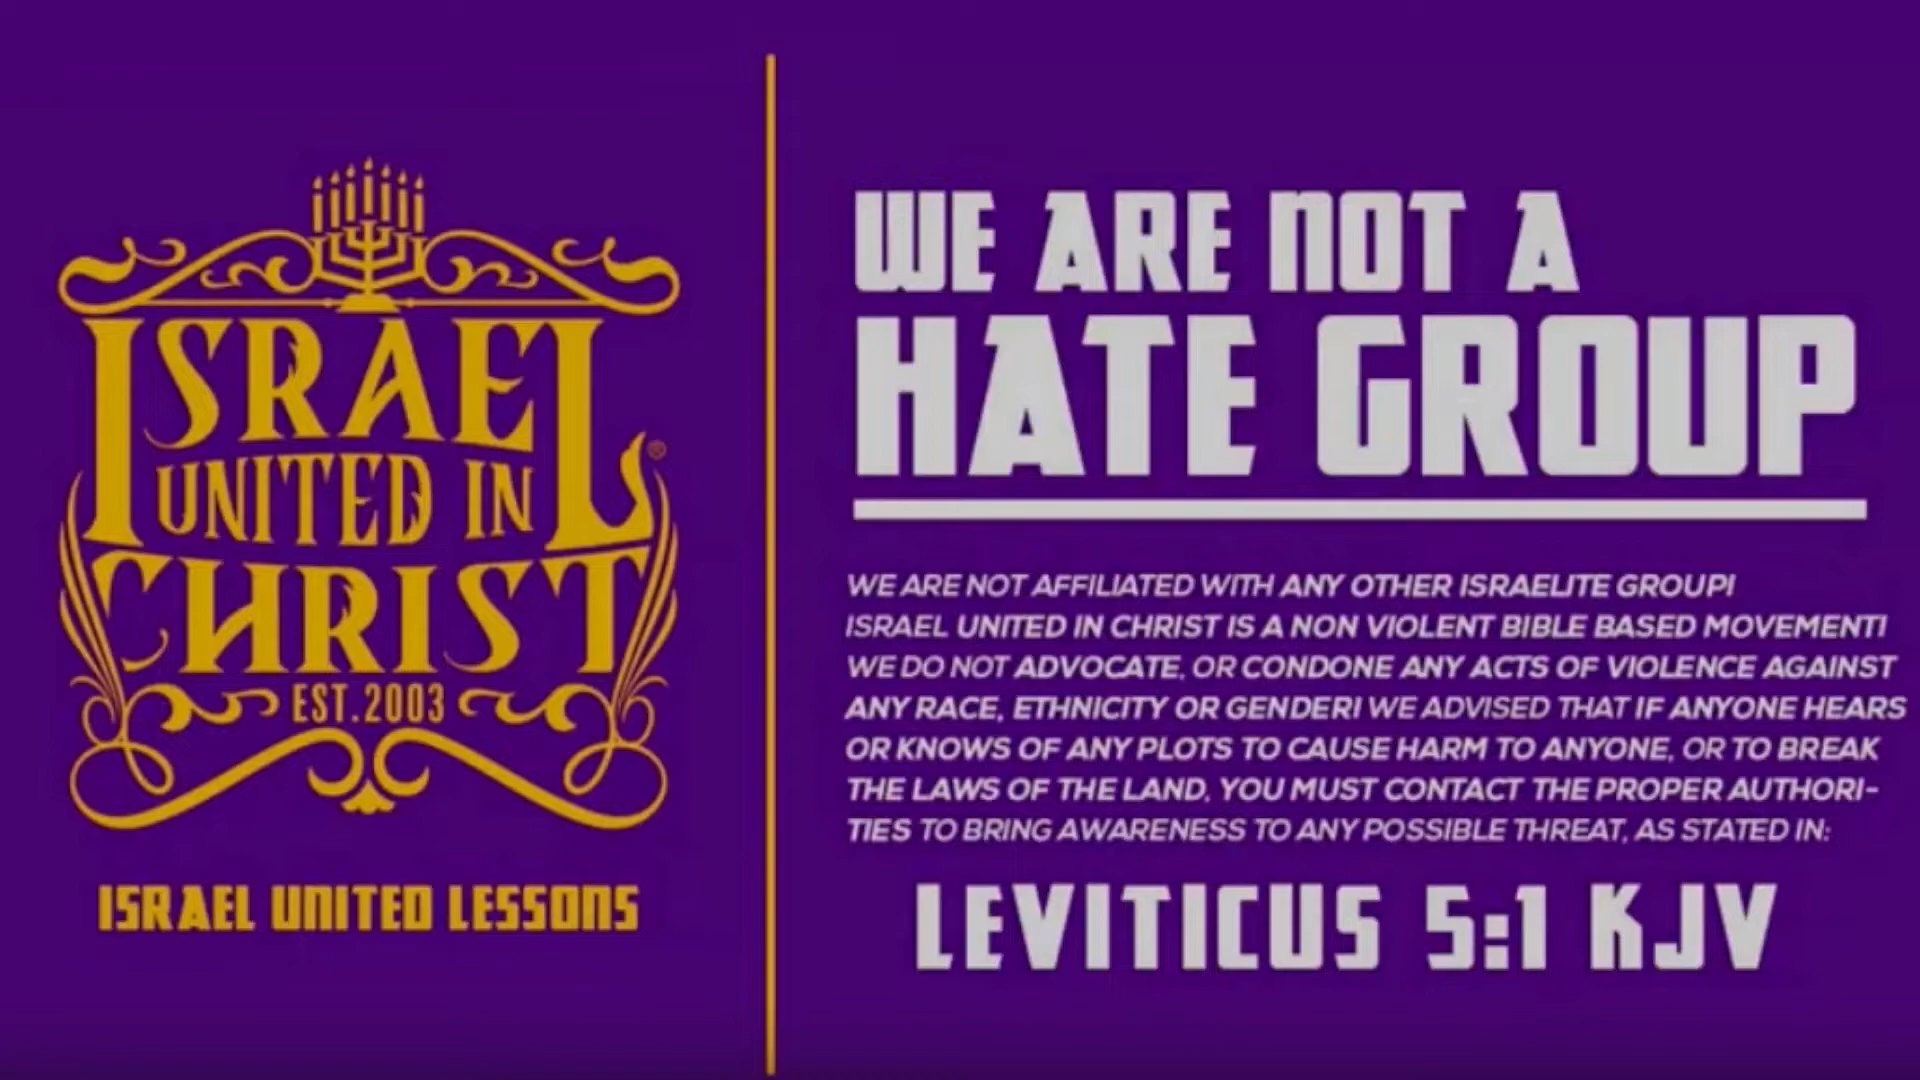 ISRAEL
UNITED IN
CHRIST
®
EST.2003
ISRAEL UNITED LESSONS
WE ARE NOT A
HATE GROUP
WE ARE NOT AFFILIATED WITH ANY OTHER ISRAELITE GROUP!
ISRAEL UNITED IN CHRIST IS A NON VIOLENT BIBLE BASED MOVEMENT!
WE DO NOT ADVOCATE, OR CONDONE ANY ACTS OF VIOLENCE AGAINST
ANY RACE, ETHNICITY OR GENDER! WE ADVISED THAT IF ANYONE HEARS
OR KNOWS OF ANY PLOTS TO CAUSE HARM TO ANYONE, OR TO BREAK
THE LAWS OF THE LAND, YOU MUST CONTACT THE PROPER AUTHORI-
TIES TO BRING AWARENESS TO ANY POSSIBLE THREAT, AS STATED IN:
LEVITICUS 5:1 KJV